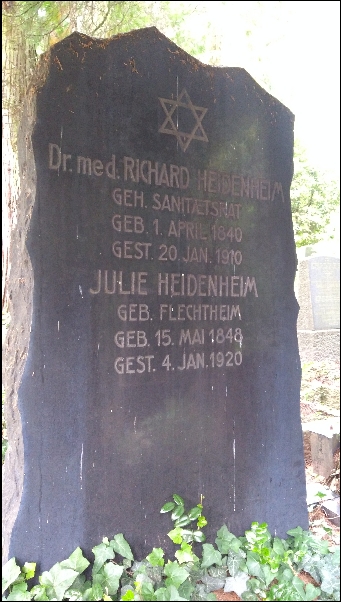 Dr. med. RICHARD HEIDENHEIM
GEH. SANITÆTSRAT
GEB. 1. APRIL 1840
GEST. 20. JAN. 1910
JULIE HEIDENHEIM
GEB. FLECHTHEIM
GEB. 15. MAI 1848
GEST. 4. JAN. 1920